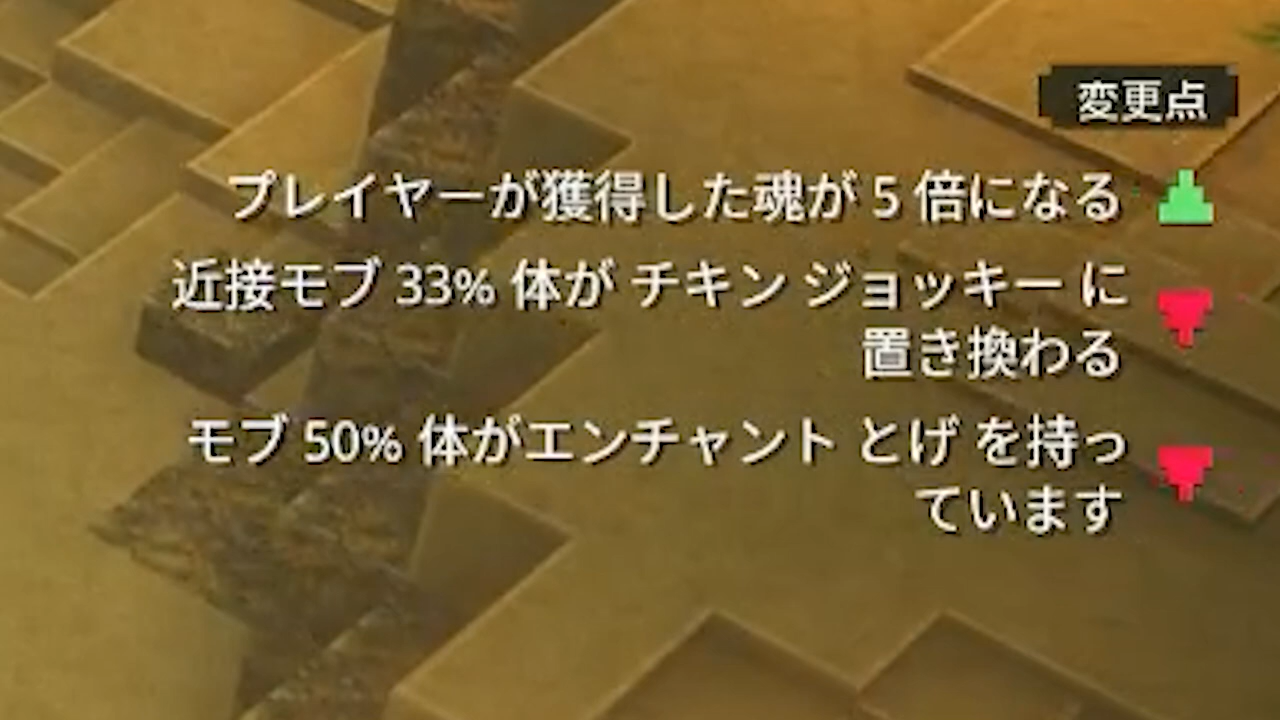 変更点
プレイヤーが獲得した魂が 5 倍になる
近接モブ 33% 体が チキン ジョッキー に
置き換わる
モブ 50% 体がエンチャント とげ を持っ
ています